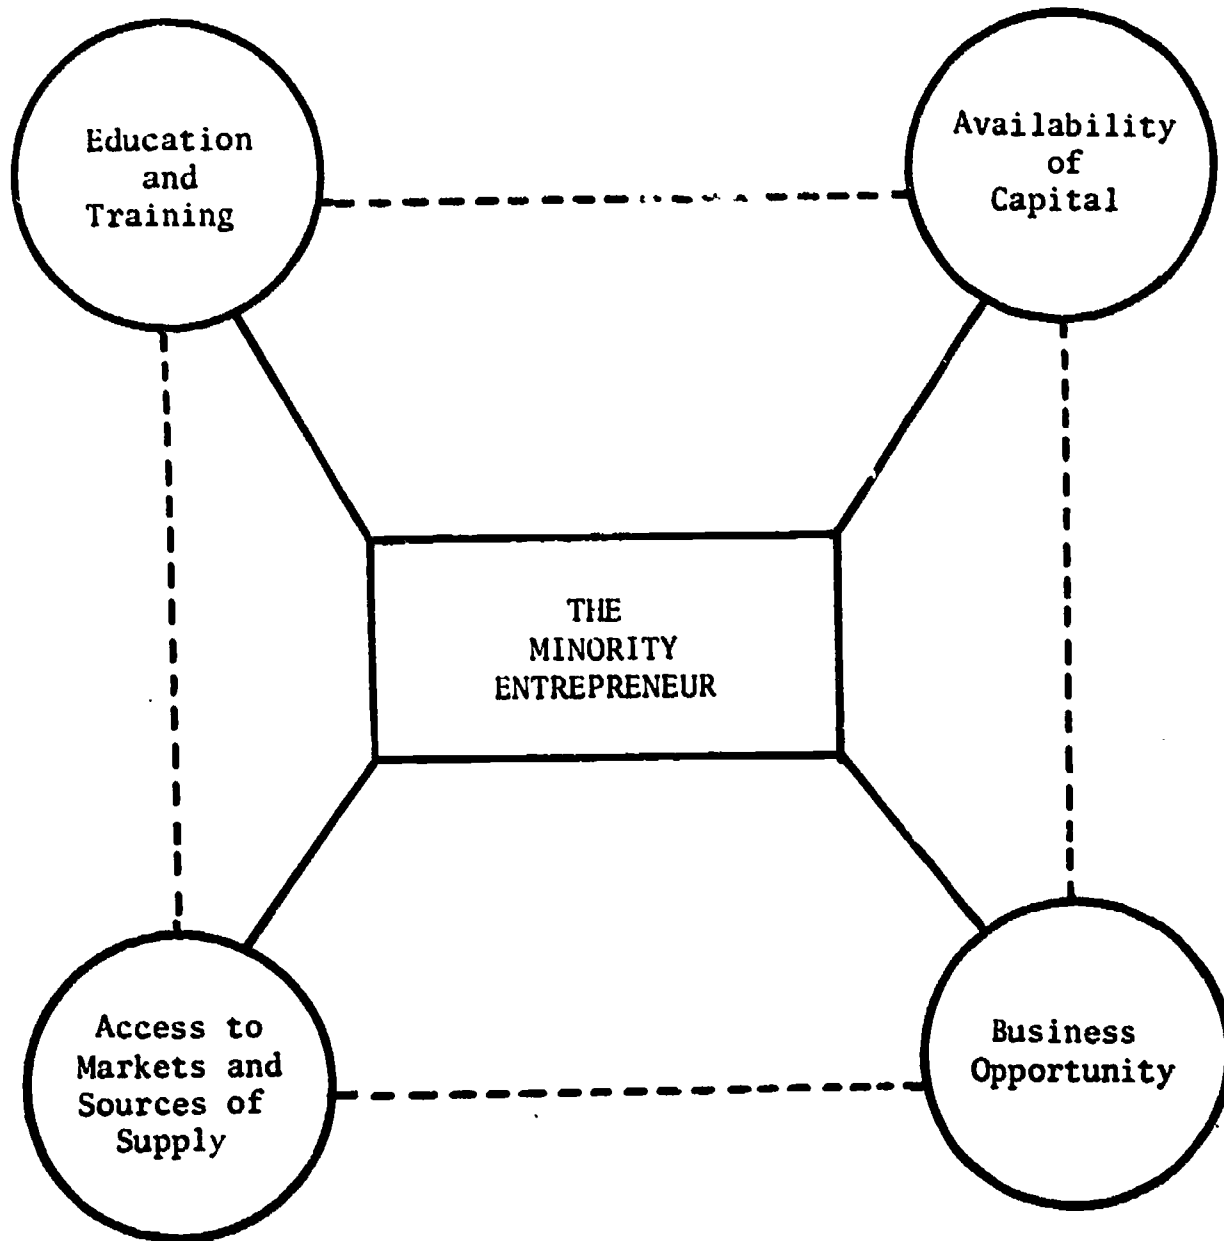 Education
and
Training
Availability
of
Capital
THE
MINORITY
ENTREPRENEUR
Access to
Markets and
Sources of
Supply
Business
Opportunity